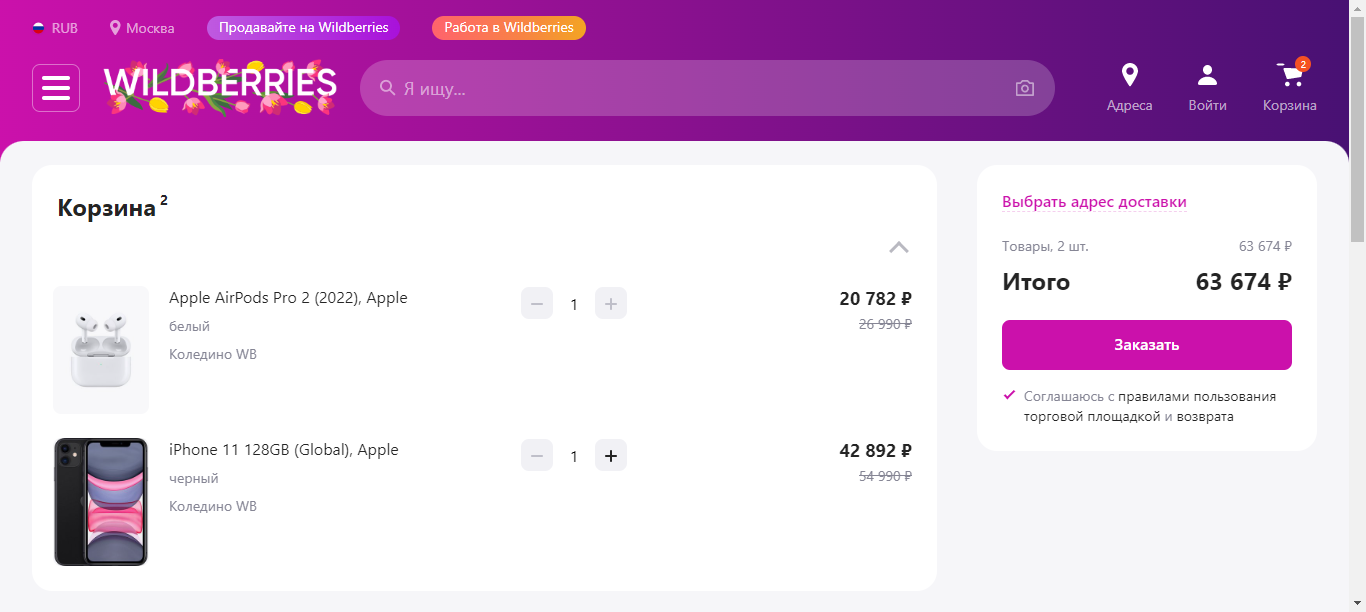 RUB Москва Продавайте на Wildberries Работа в Wildberries
WILDBERRIES
Я ищу...
Адреса Войти Корзина
2
Корзина 2
Apple AirPods Pro 2 (2022), Apple
белый
Коледино WB
1
20 782 ₽
26 990 ₽
iPhone 11 128GB (Global), Apple
черный
Коледино WB
1
42 892 ₽
54 990 ₽
Выбрать адрес доставки
Товары, 2 шт. 63 674 ₽
Итого 63 674 ₽
Заказать
Соглашаюсь с правилами пользования
торговой площадкой и возврата